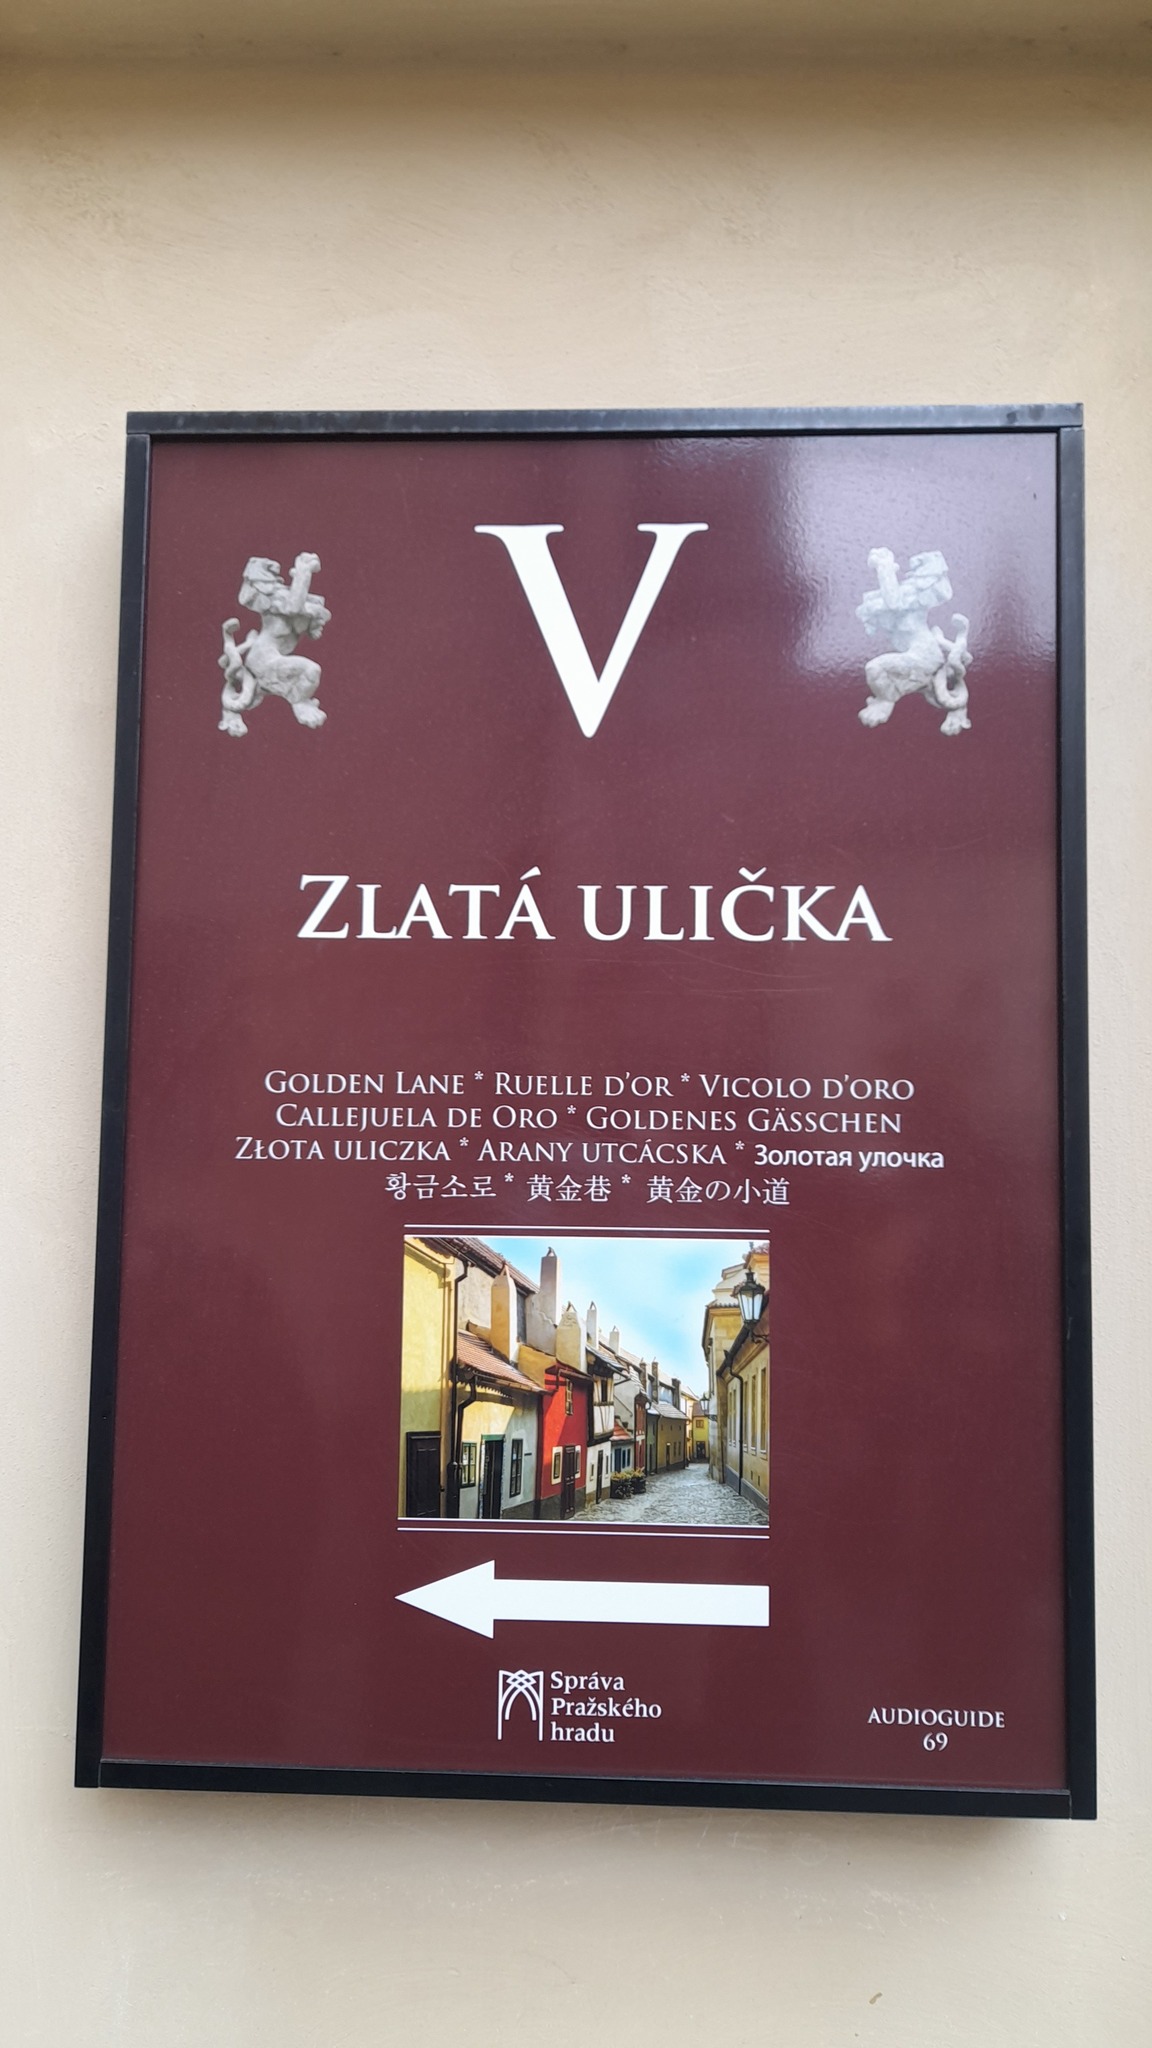 V
ZLATÁ ULIČKA
GOLDEN LANE * RUELLE D'OR * VICOLO D'ORO
CALLEJUELA DE ORO * GOLDENES GÄSSCHEN
ZŁOTA ULICZKA * ARANY UTCÁCSKA * Золотая улочка
황금소로 * 黄金巷 * 黄金の小道
Správa
Pražského
hradu
AUDIOGUIDE
69